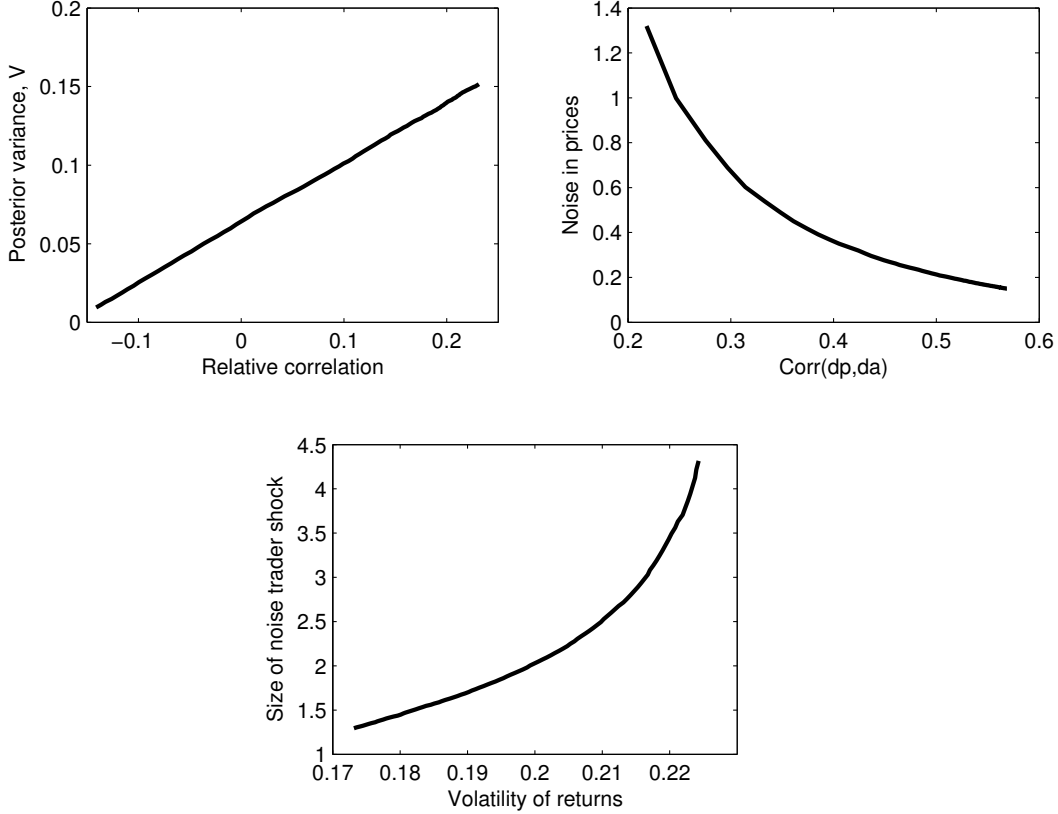 0.2
0.15
0.1
0.05
0
Posterior variance, V
−0.1 0 0.1 0.2
Relative correlation
1.4
1.2
1
0.8
0.6
0.4
0.2
0
Noise in prices
0.2 0.3 0.4 0.5 0.6
Corr(dp,da)
4.5
4
3.5
3
2.5
2
1.5
1
Size of noise trader shock
0.17 0.18 0.19 0.2 0.21 0.22
Volatility of returns